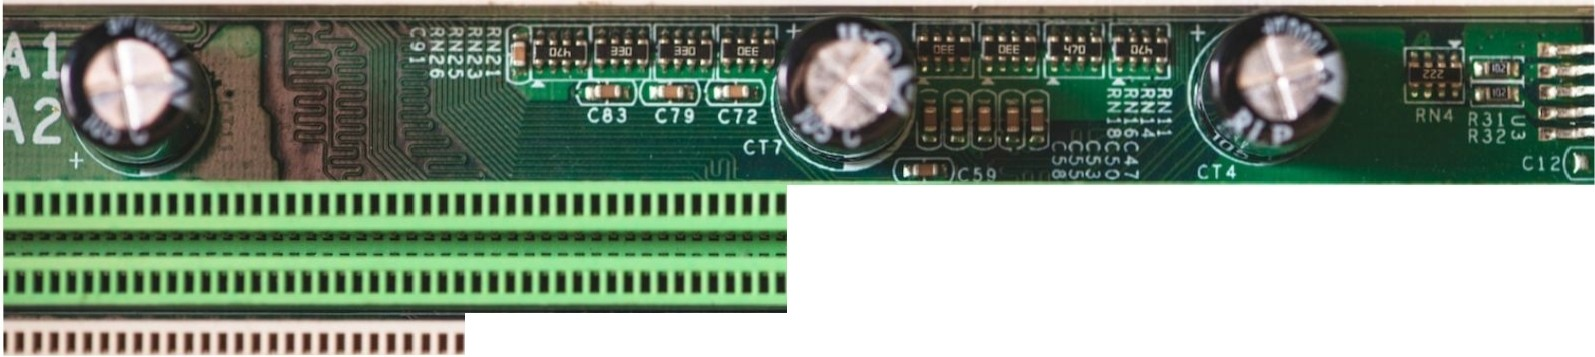 A1
A2
C91
RN26
RN25
RN23
RN21
470
330
330
330
C83
C79
C72
CT7
330
330
470
470
C59
RN18
RN16
RN14
RN11
C58
C55
C53
C50
C47
CT4
222
RN4
102
102
R31
R32
U3
C12